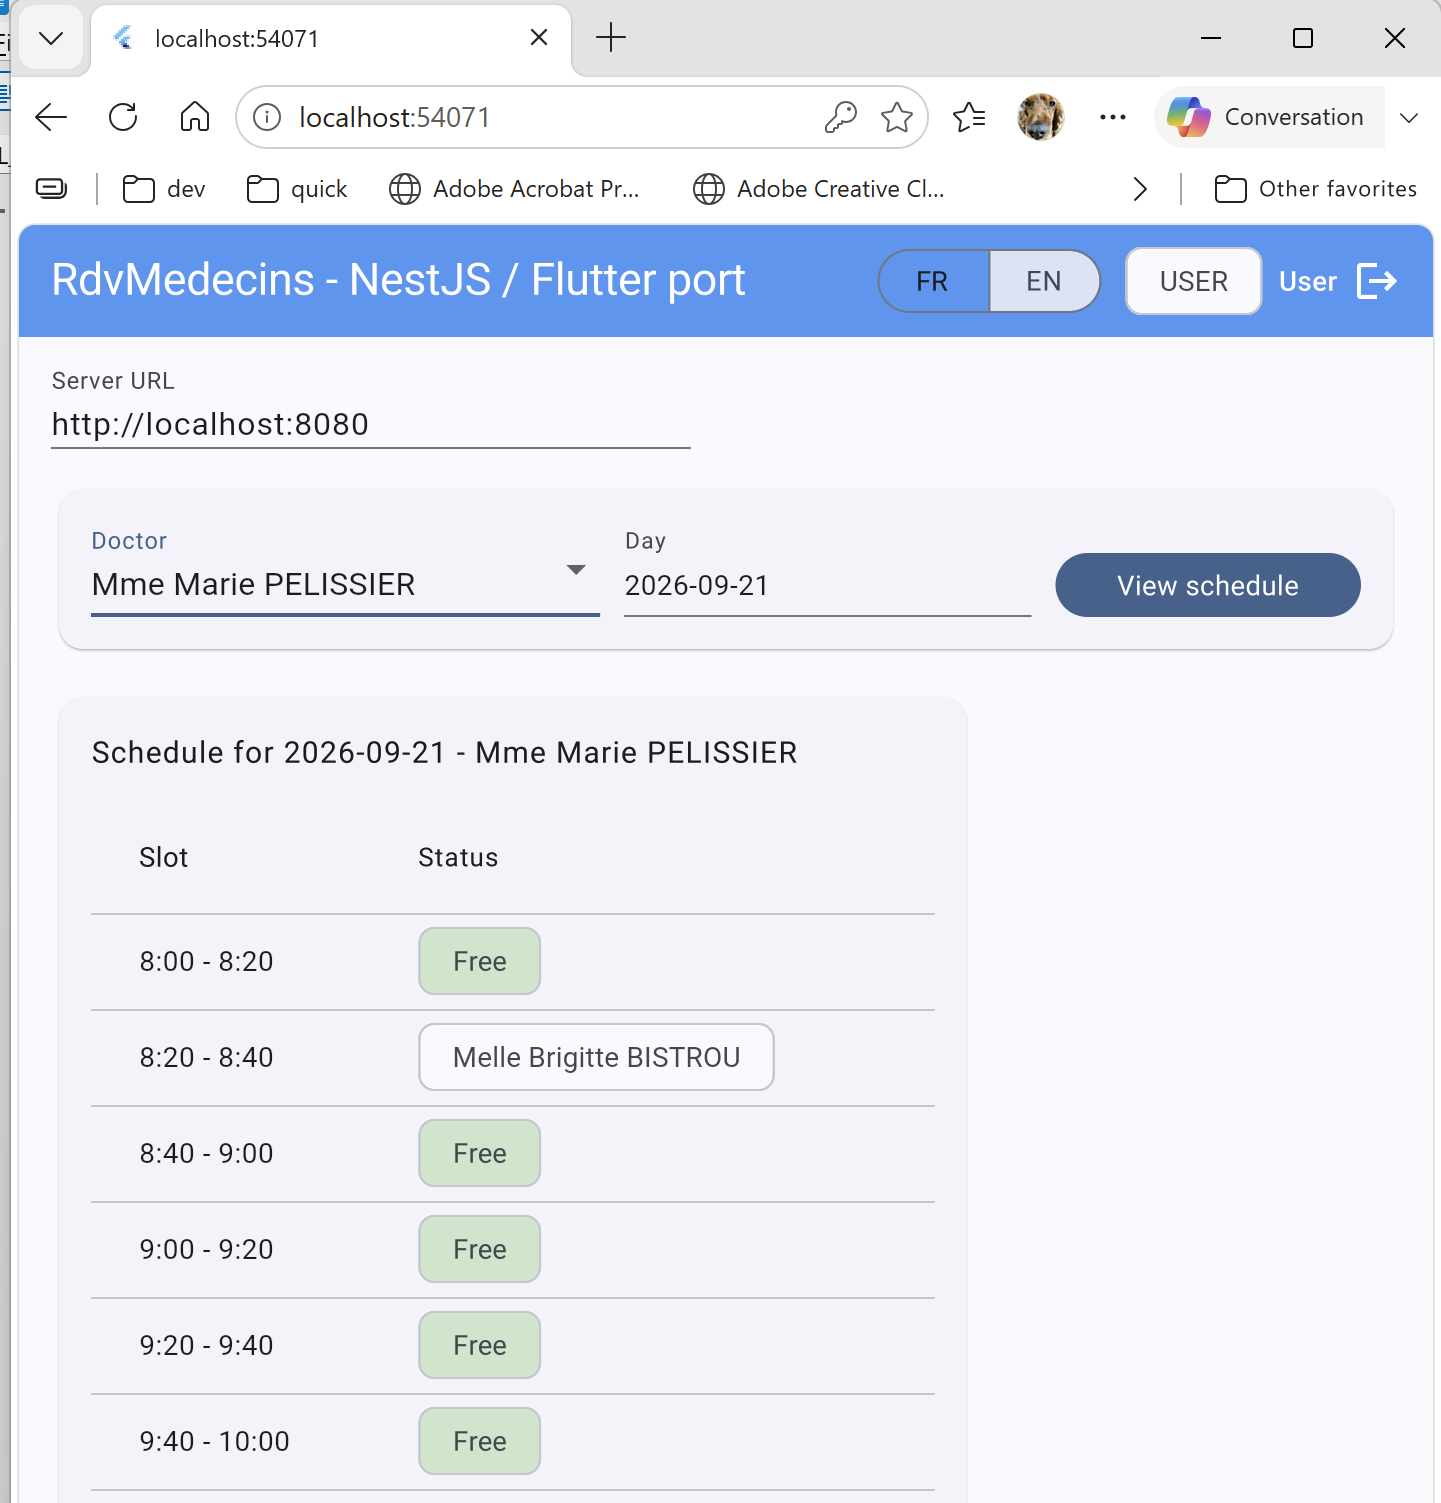 localhost:54071
localhost:54071
Conversation
dev
quick
Adobe Acrobat Pr...
Adobe Creative Cl...
Other favorites
RdvMedecins - NestJS / Flutter port
FR
EN
USER
User
Server URL
http://localhost:8080
Doctor
Day
Mme Marie PELISSIER
2026-09-21
View schedule
Schedule for 2026-09-21 - Mme Marie PELISSIER
Slot
Status
8:00 - 8:20
Free
8:20 - 8:40
Melle Brigitte BISTROU
8:40 - 9:00
Free
9:00 - 9:20
Free
9:20 - 9:40
Free
9:40 - 10:00
Free